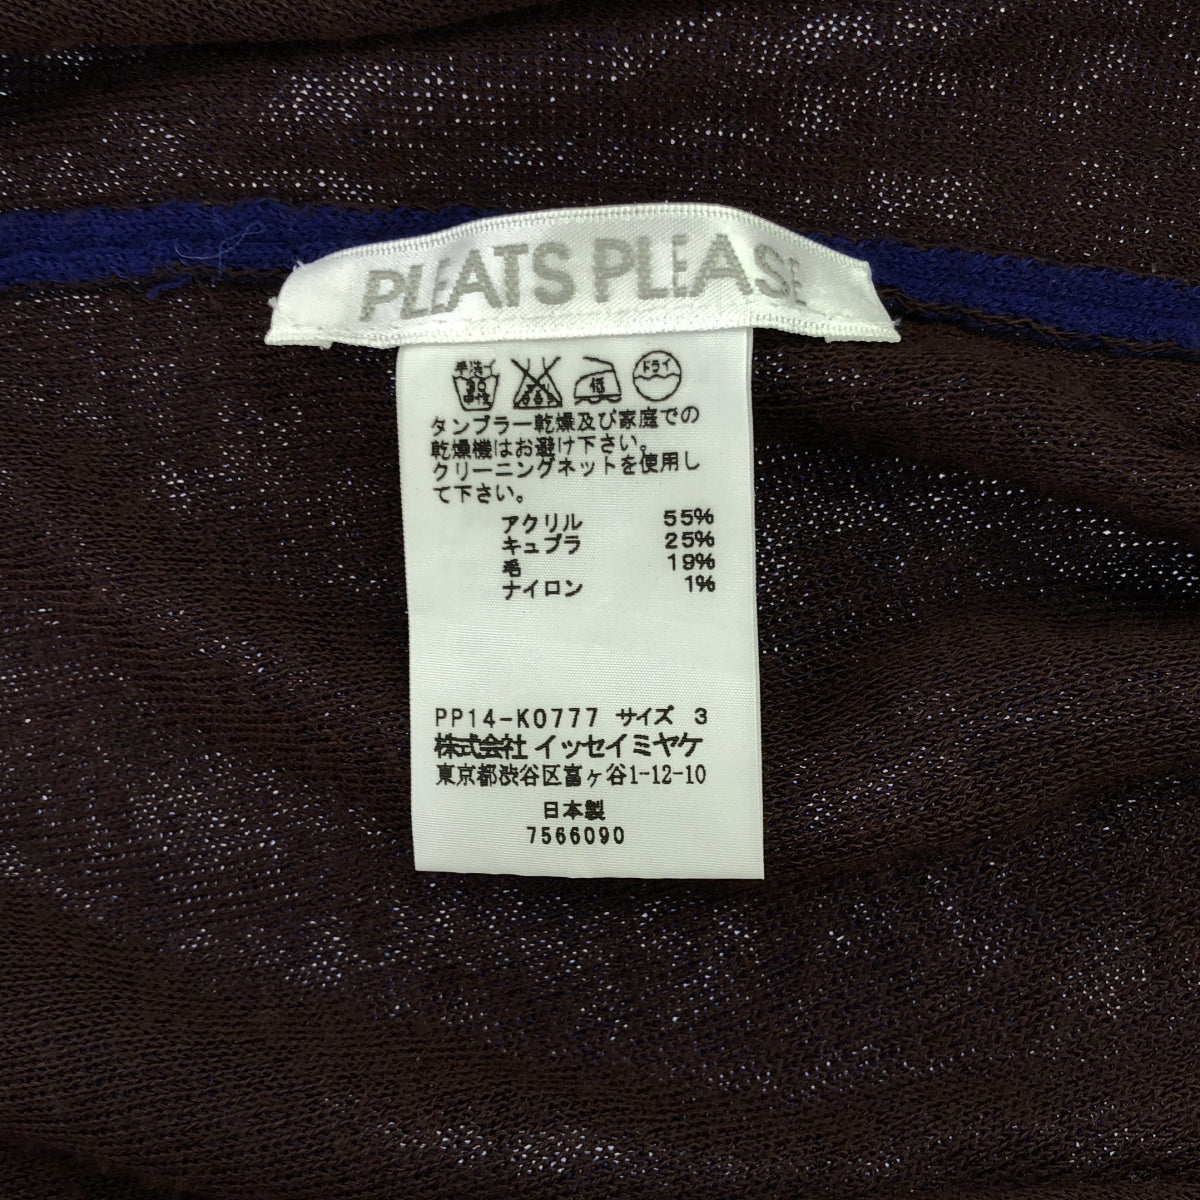 PLEATS PLEASE
手洗イ 30 低 ドライ
タンブラー乾燥及び家庭での
乾燥機はお避け下さい。
クリーニングネットを使用し
て下さい。
アクリル 55%
キュプラ 25%
毛 19%
ナイロン 1%
PP14-K0777 サイズ 3
株式会社 イッセイミヤケ
東京都渋谷区富ヶ谷1-12-10
日本製
7566090